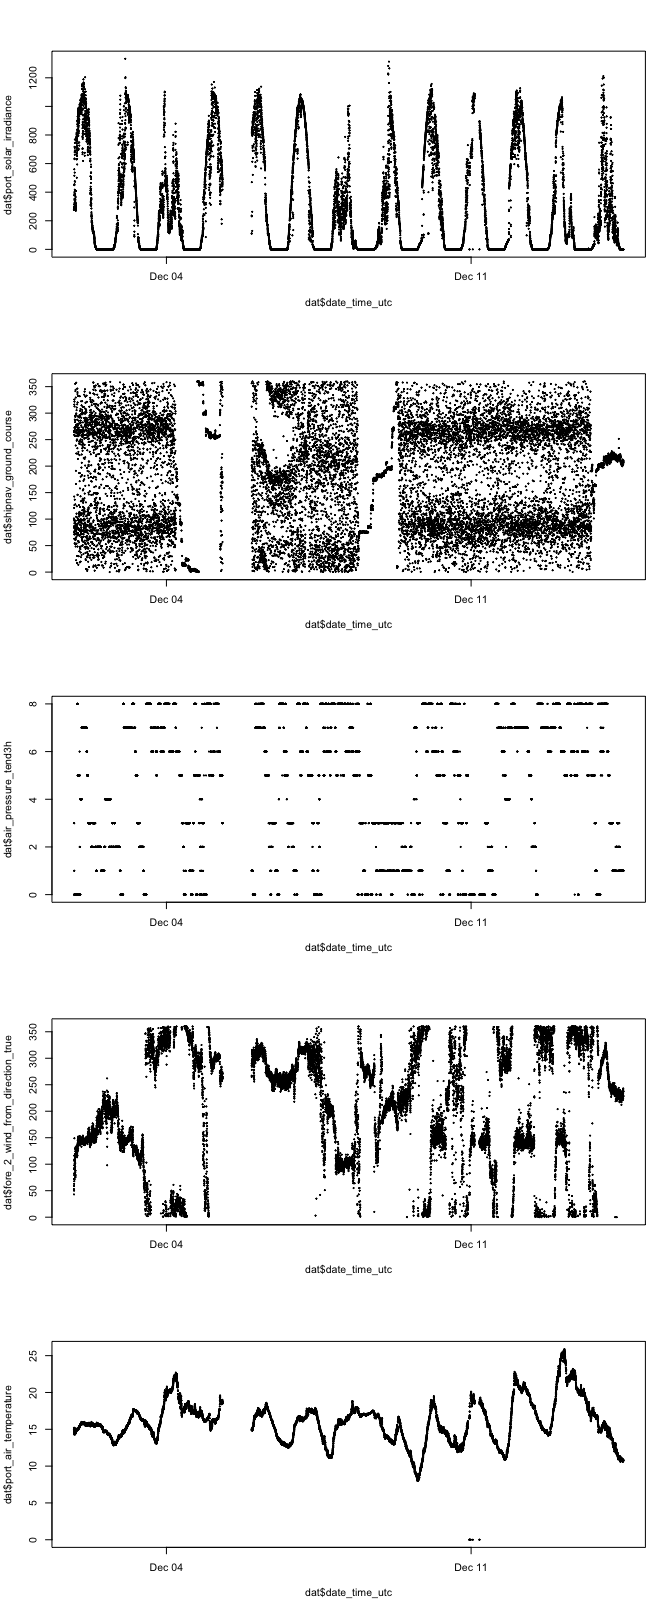 dat$port_solar_irradiance
0 200 400 600 800 1200
Dec 04 Dec 11
dat$date_time_utc
dat$shipnav_ground_course
0 50 100 150 200 250 300 350
Dec 04 Dec 11
dat$date_time_utc
dat$air_pressure_tend3h
0 2 4 6 8
Dec 04 Dec 11
dat$date_time_utc
dat$fore_2_wind_from_direction_true
0 50 100 150 200 250 300 350
Dec 04 Dec 11
dat$date_time_utc
dat$port_air_temperature
0 5 10 15 20 25
Dec 04 Dec 11
dat$date_time_utc